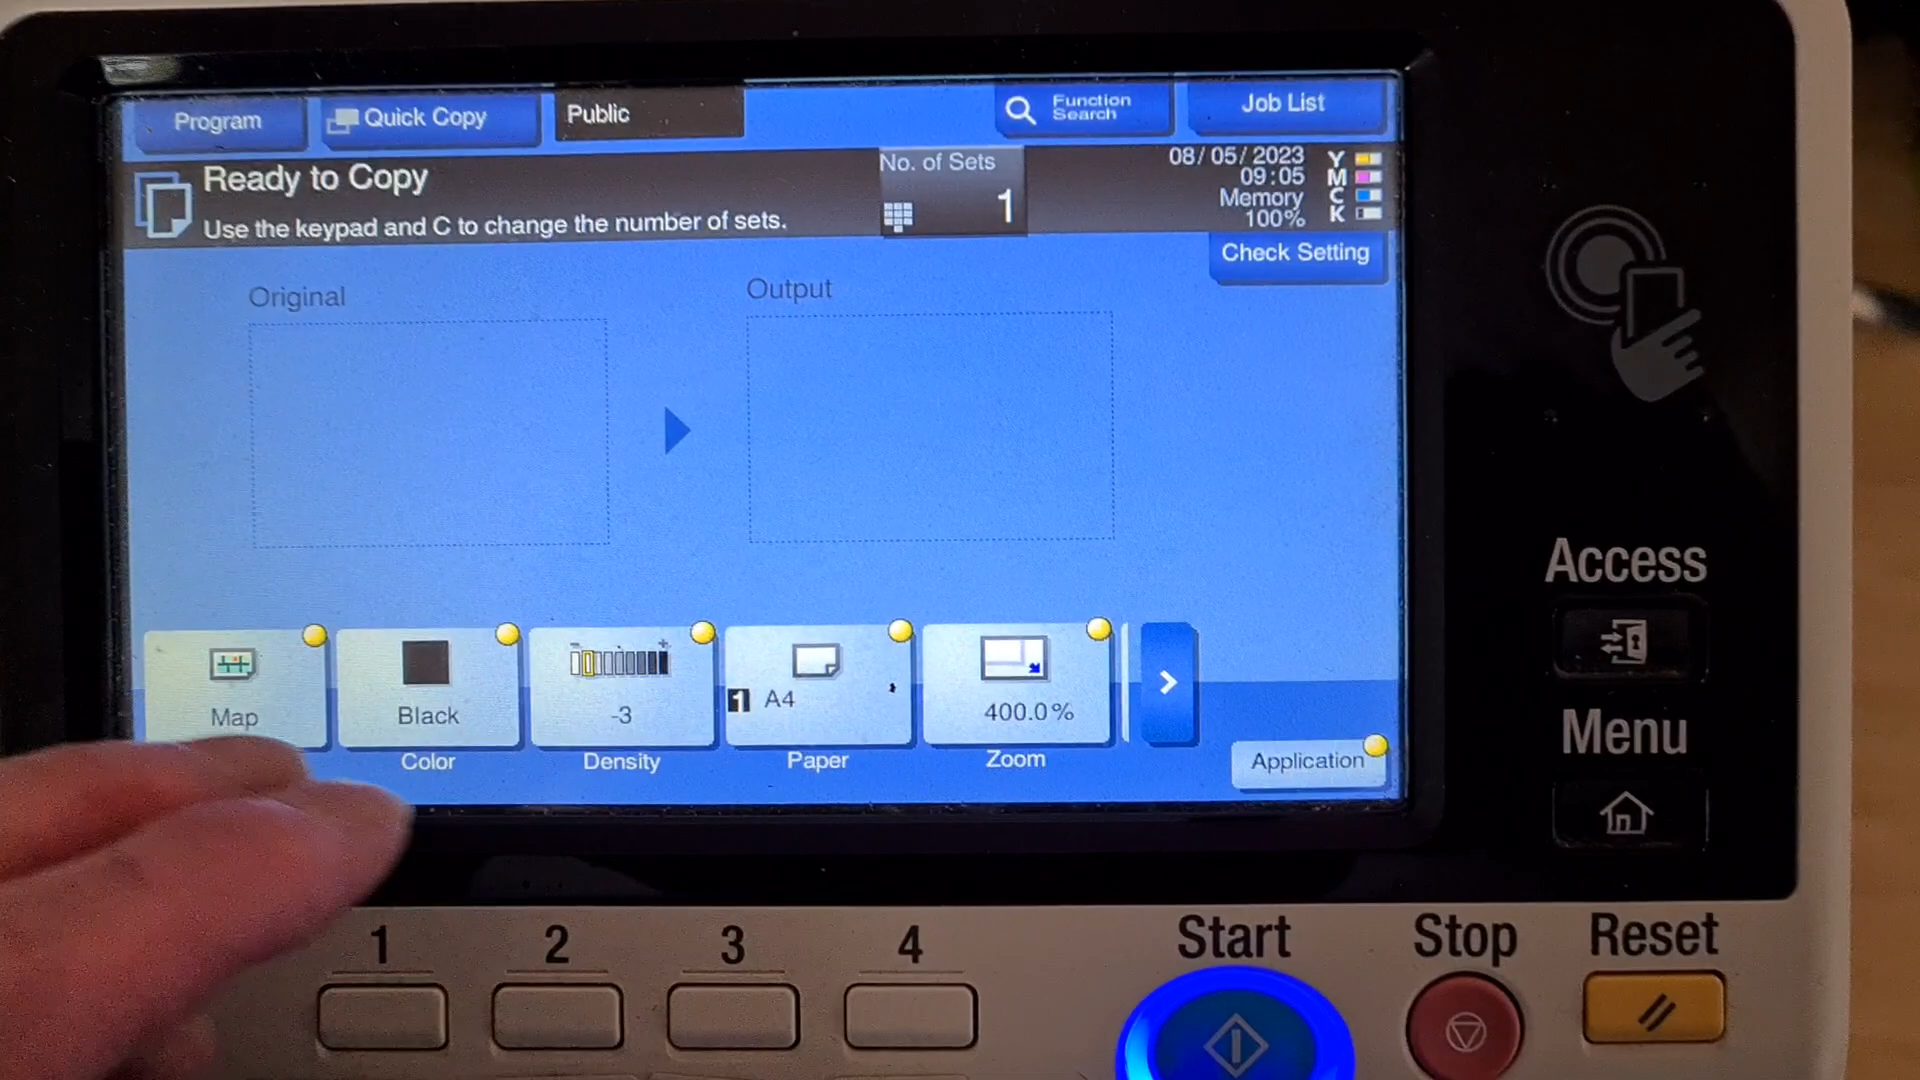 Program
Quick Copy
Public
Function
Search
Job List
Ready to Copy
Use the keypad and C to change the number of sets.
No. of Sets
1
08/05/2023
09:05
Memory
100%
Y
M
C
K
Check Setting
Original
Output
Map
Black
-3
1 A4
400.0%
Color
Density
Paper
Zoom
Application
Access
Menu
1
2
3
4
Start
Stop
Reset